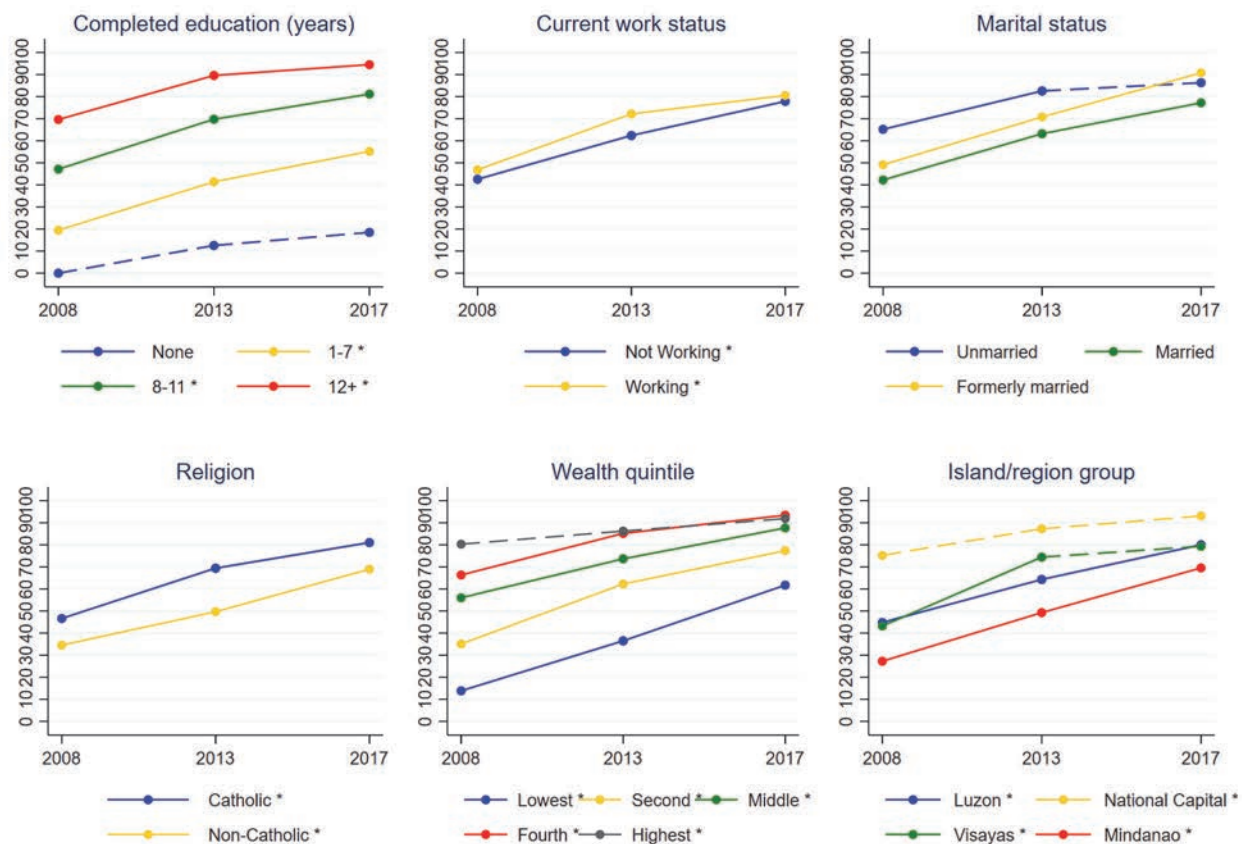 Completed education (years)
0 10 20 30 40 50 60 70 80 90 100
2008 2013 2017
None 1-7 *
8-11 * 12+ *
Current work status
0 10 20 30 40 50 60 70 80 90 100
2008 2013 2017
Not Working *
Working *
Marital status
0 10 20 30 40 50 60 70 80 90 100
2008 2013 2017
Unmarried Married
Formerly married
Religion
0 10 20 30 40 50 60 70 80 90 100
2008 2013 2017
Catholic *
Non-Catholic *
Wealth quintile
0 10 20 30 40 50 60 70 80 90 100
2008 2013 2017
Lowest * Second * Middle *
Fourth * Highest *
Island/region group
0 10 20 30 40 50 60 70 80 90 100
2008 2013 2017
Luzon * National Capital *
Visayas * Mindanao *